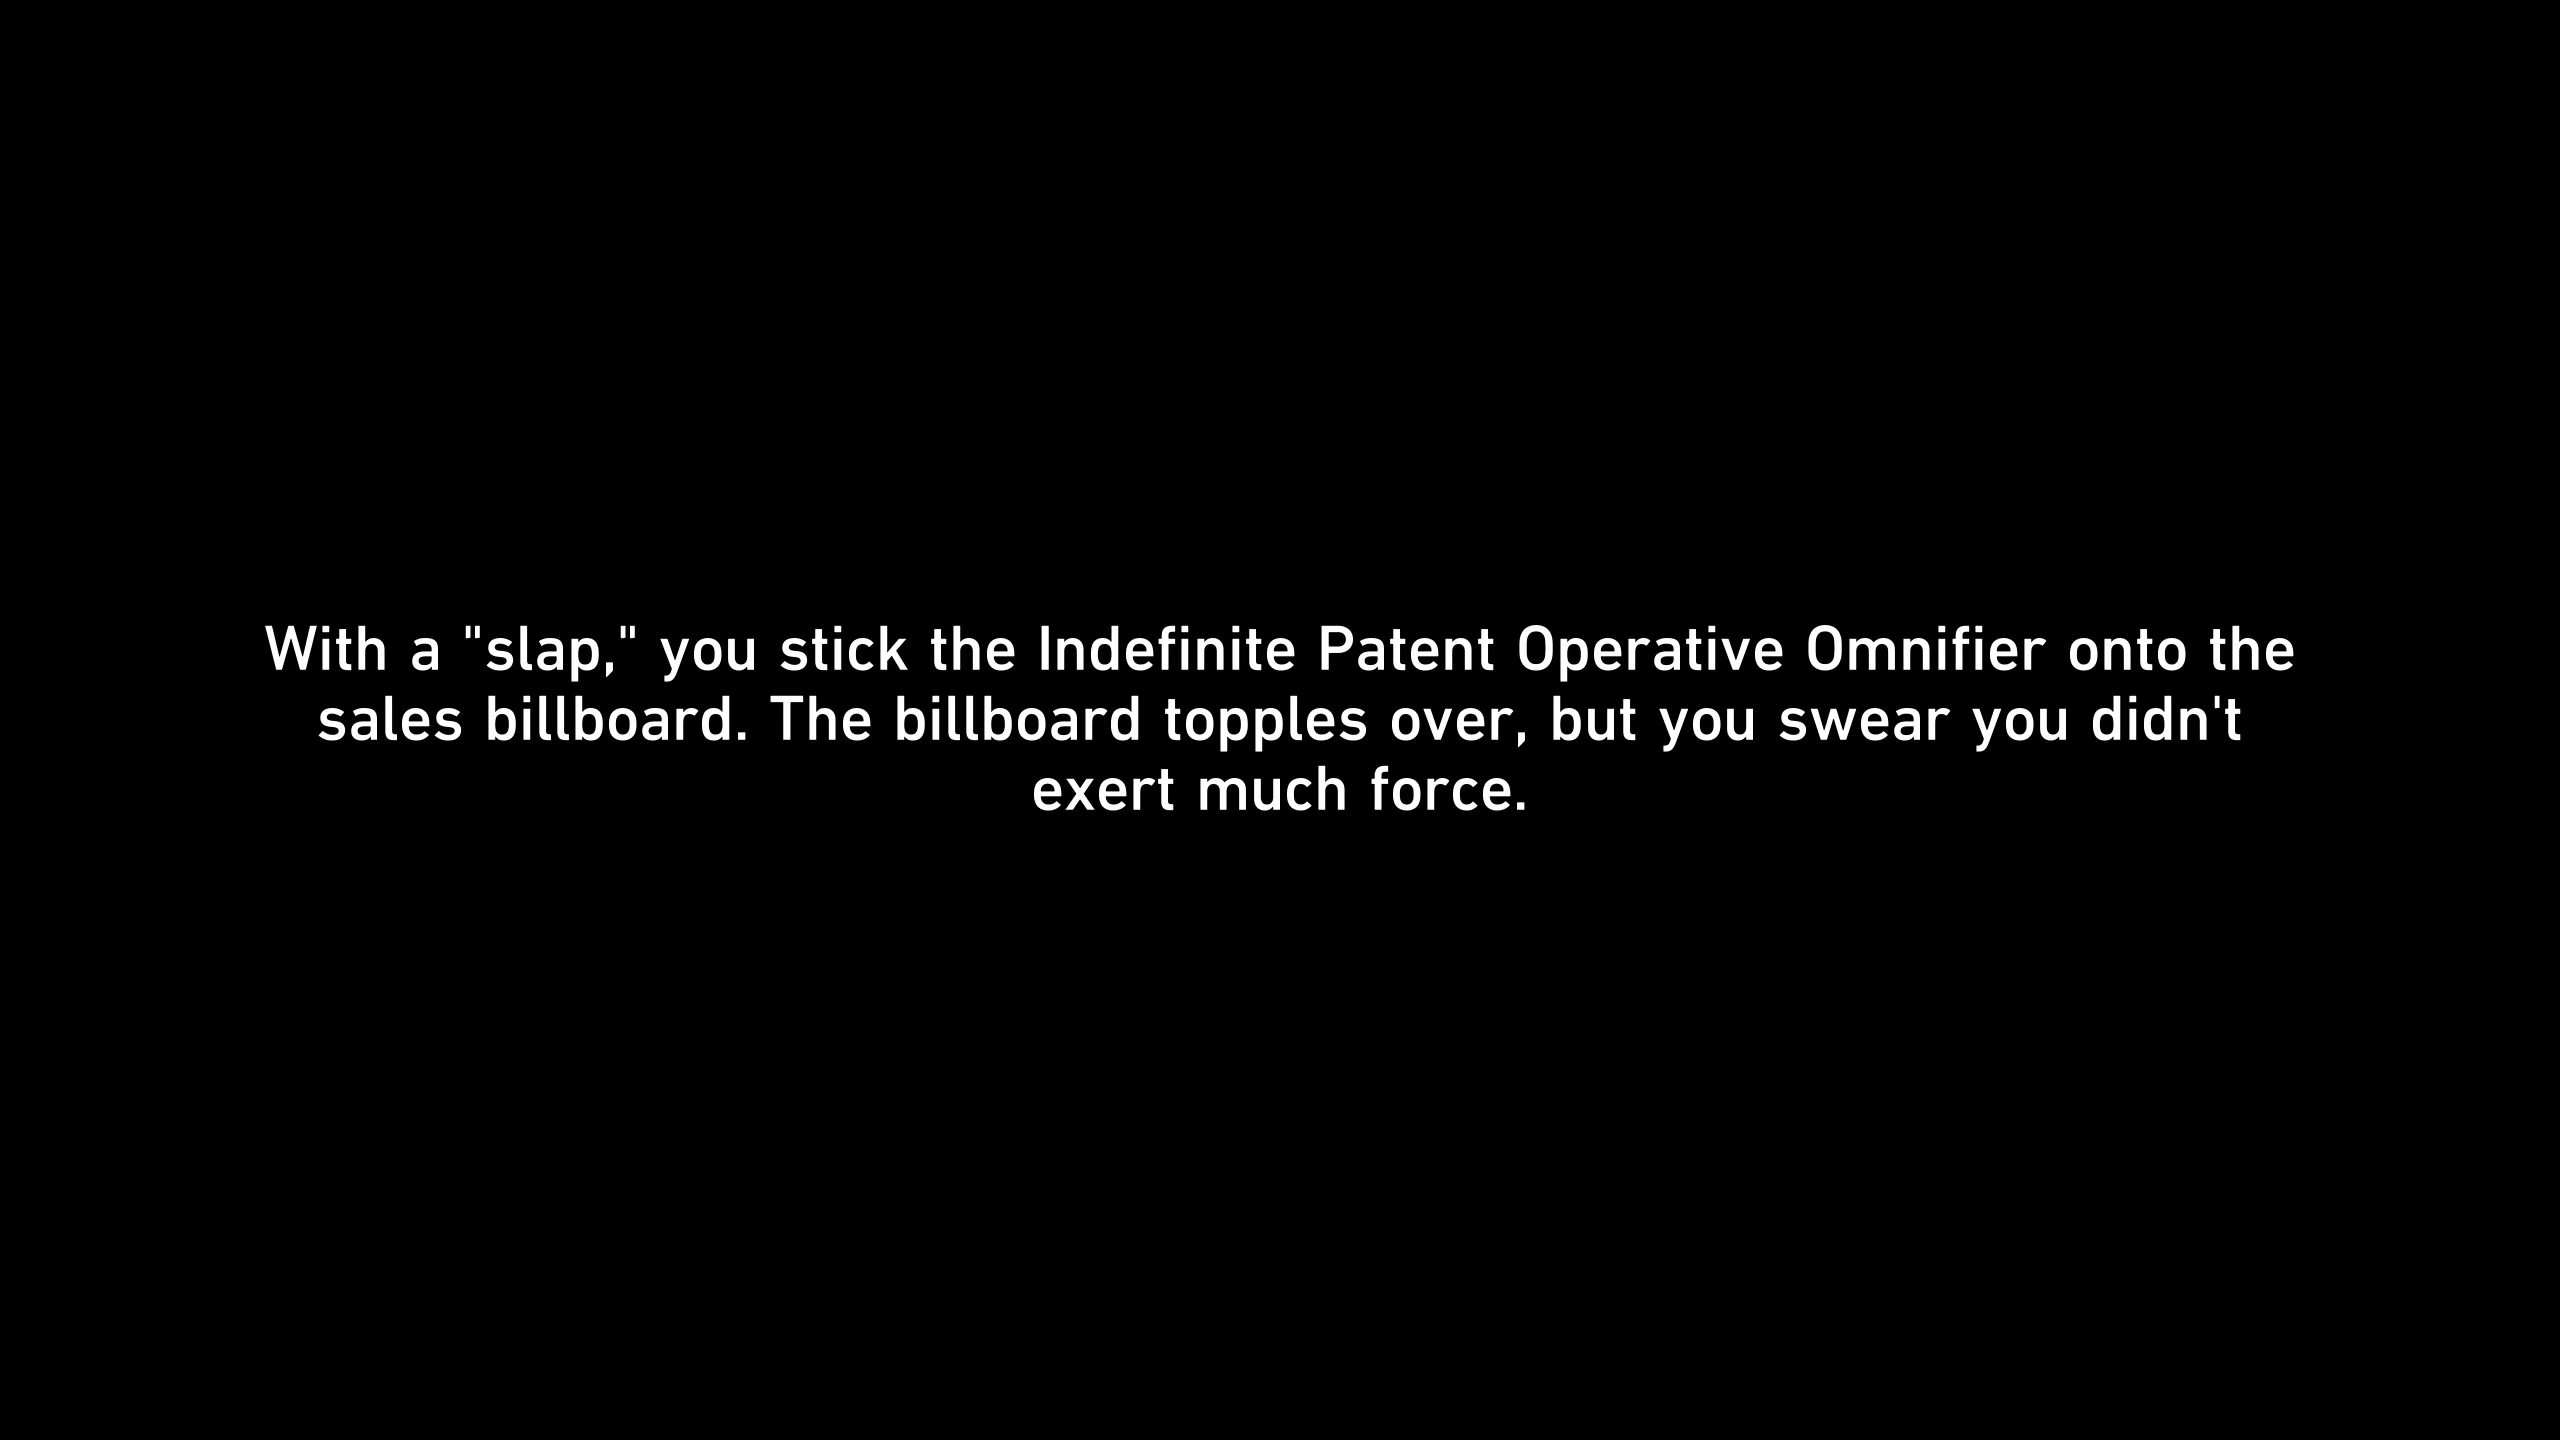 With a "slap," you stick the Indefinite Patent Operative Omnifier onto the
sales billboard. The billboard topples over, but you swear you didn't
exert much force.